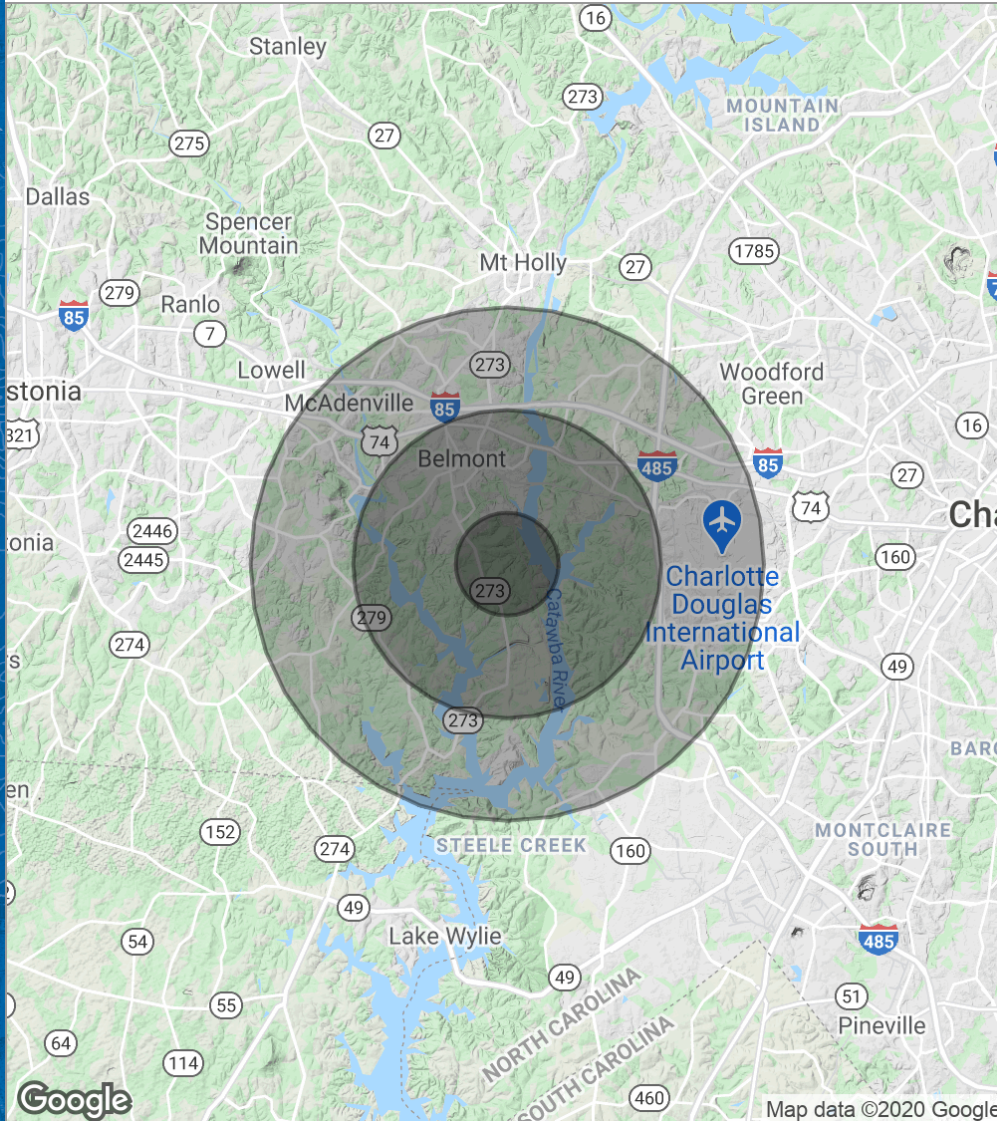 16
Stanley
273
MOUNTAIN
ISLAND
27
275
Dallas
Spencer
Mountain
1785
Mt Holly
27
279
Ranlo
85
7
273
Lowell
Woodford
Green
stonia
McAdenville
85
321
74
16
Belmont
485
85
27
74
Cha
2446
onia
2445
160
Charlotte
Douglas
International
Airport
273
Catawba River
279
274
rs
49
273
BARC
en
152
274
STEELE CREEK
160
MONTCLAIRE
SOUTH
49
54
Lake Wylie
485
49
NORTH CAROLINA
SOUTH CAROLINA
55
51
Pineville
64
114
460
Google
Map data ©2020 Google